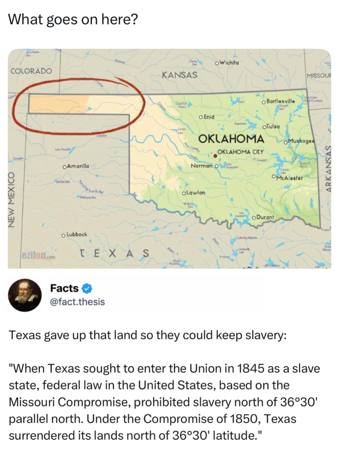 What goes on here?
COLORADO
KANSAS
Wichita
MISSOUR
Bartlesville
Enid
Tulsa
OKLAHOMA
Muskogee
OKLAHOMA CITY
Norman
Amarillo
McAlester
Lawton
NEW MEXICO
ARKANSAS
Durant
Lubbock
TEXAS
Facts
@fact.thesis
Texas gave up that land so they could keep slavery:
"When Texas sought to enter the Union in 1845 as a slave
state, federal law in the United States, based on the
Missouri Compromise, prohibited slavery north of 36°30'
parallel north. Under the Compromise of 1850, Texas
surrendered its lands north of 36°30' latitude."